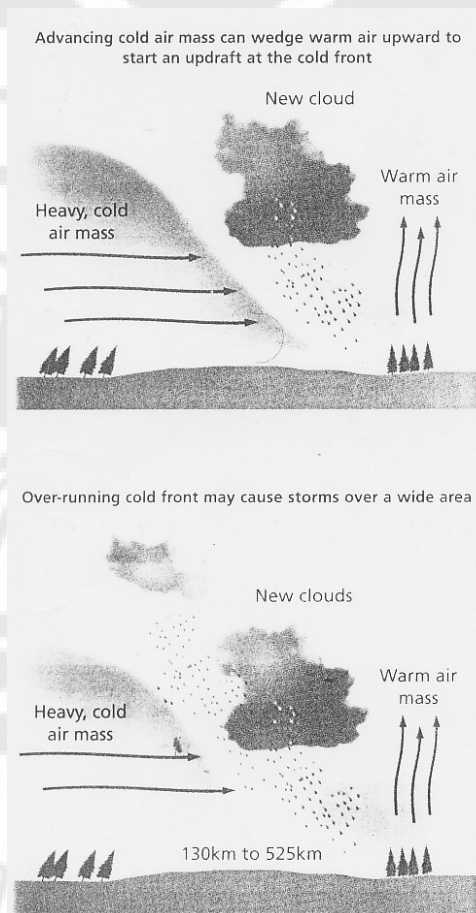 Advancing cold air mass can wedge warm air upward to
start an updraft at the cold front
New cloud
Warm air
mass
Heavy, cold
air mass
Over-running cold front may cause storms over a wide area
New clouds
Warm air
mass
Heavy, cold
air mass
130km to 525km